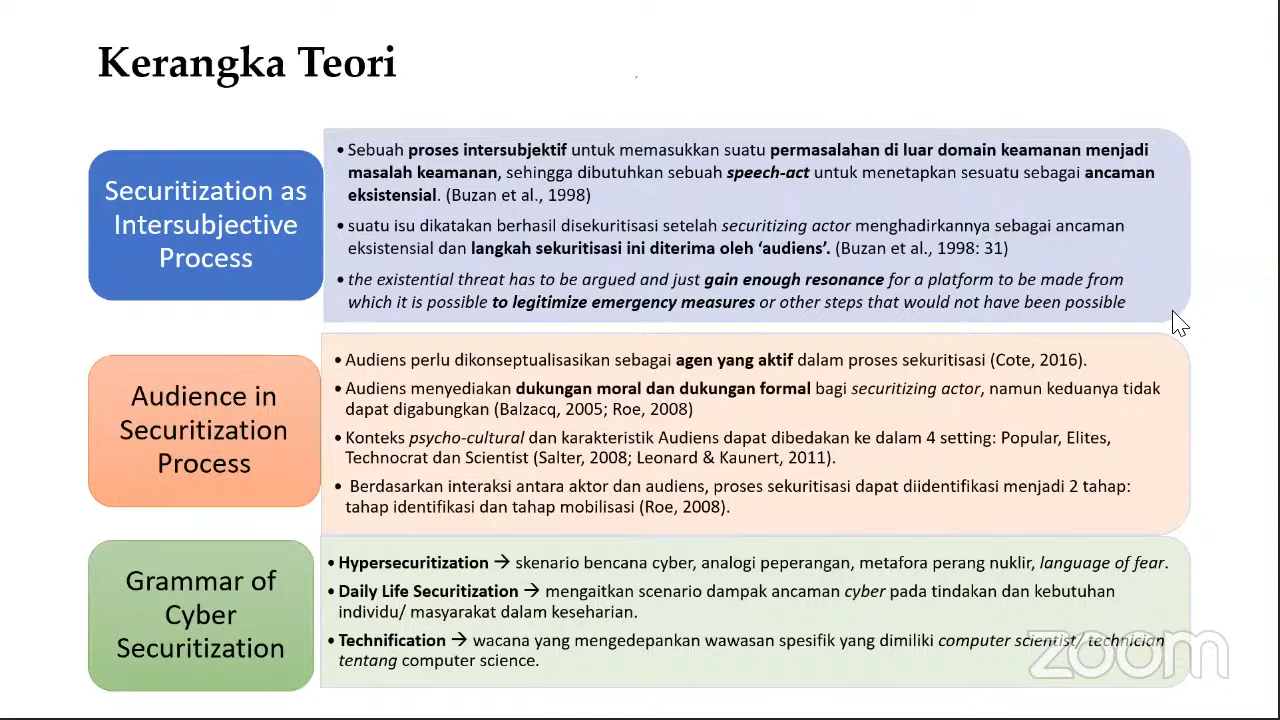 Kerangka Teori
Securitization as
Intersubjective
Process
• Sebuah proses intersubjektif untuk memasukkan suatu permasalahan di luar domain keamanan menjadi
masalah keamanan, sehingga dibutuhkan sebuah speech-act untuk menetapkan sesuatu sebagai ancaman
eksistensial. (Buzan et al., 1998)
• suatu isu dikatakan berhasil disekuritisasi setelah securitizing actor menghadirkannya sebagai ancaman
eksistensial dan langkah sekuritisasi ini diterima oleh ‘audiens’. (Buzan et al., 1998: 31)
• the existential threat has to be argued and just gain enough resonance for a platform to be made from
which it is possible to legitimize emergency measures or other steps that would not have been possible
Audience in
Securitization
Process
• Audiens perlu dikonseptualisasikan sebagai agen yang aktif dalam proses sekuritisasi (Cote, 2016).
• Audiens menyediakan dukungan moral dan dukungan formal bagi securitizing actor, namun keduanya tidak
dapat digabungkan (Balzacq, 2005; Roe, 2008)
• Konteks psycho-cultural dan karakteristik Audiens dapat dibedakan ke dalam 4 setting: Popular, Elites,
Technocrat dan Scientist (Salter, 2008; Leonard & Kaunert, 2011).
• Berdasarkan interaksi antara aktor dan audiens, proses sekuritisasi dapat diidentifikasi menjadi 2 tahap:
tahap identifikasi dan tahap mobilisasi (Roe, 2008).
Grammar of
Cyber
Securitization
• Hypersecuritization → skenario bencana cyber, analogi peperangan, metafora perang nuklir, language of fear.
• Daily Life Securitization → mengaitkan scenario dampak ancaman cyber pada tindakan dan kebutuhan
individu/ masyarakat dalam keseharian.
• Technification → wacana yang mengedepankan wawasan spesifik yang dimiliki computer scientist/ technician
tentang computer science.
zoom